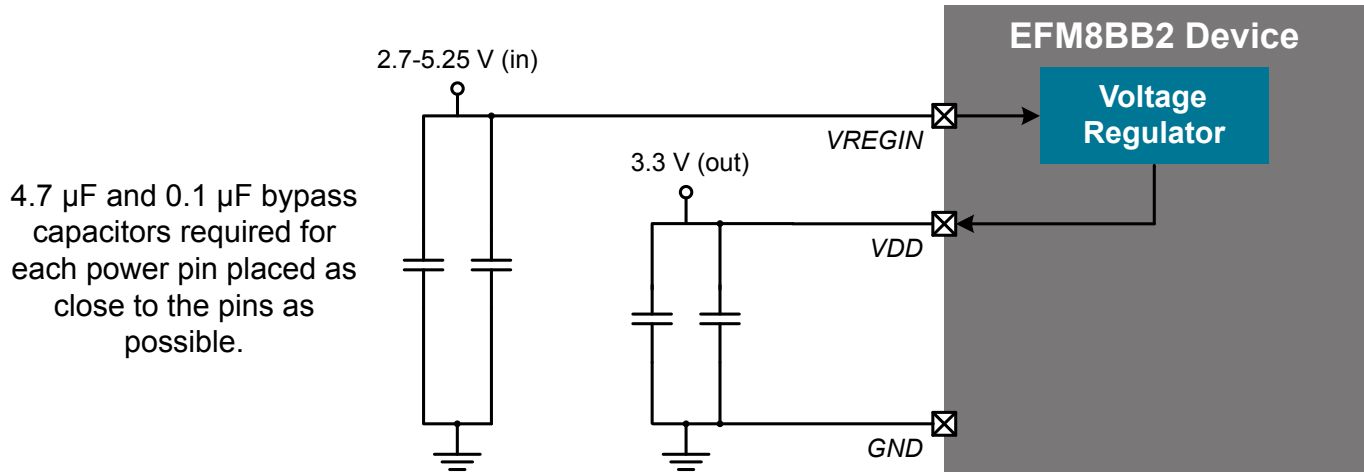 EFM8BB2 Device
2.7-5.25 V (in)
Voltage
Regulator
VREGIN
3.3 V (out)
4.7 µF and 0.1 µF bypass
capacitors required for
each power pin placed as
close to the pins as
possible.
VDD
GND